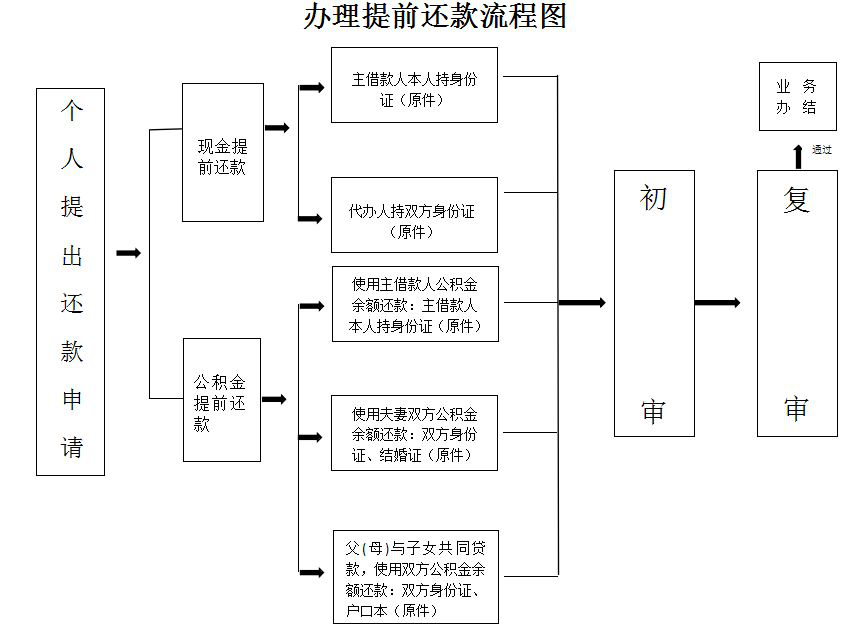 办理提前还款流程图
个
人
提
出
还
款
申
请
现金提
前还款
公积金
提前还
款
主借款人本人持身份
证（原件）
代办人持双方身份证
（原件）
使用主借款人公积金
余额还款：主借款人
本人持身份证（原件）
使用夫妻双方公积金
余额还款：双方身份
证、结婚证（原件）
父(母)与子女共同贷
款，使用双方公积金余
额还款：双方身份证、
户口本（原件）
初
审
复
审
通过
业 务
办 结